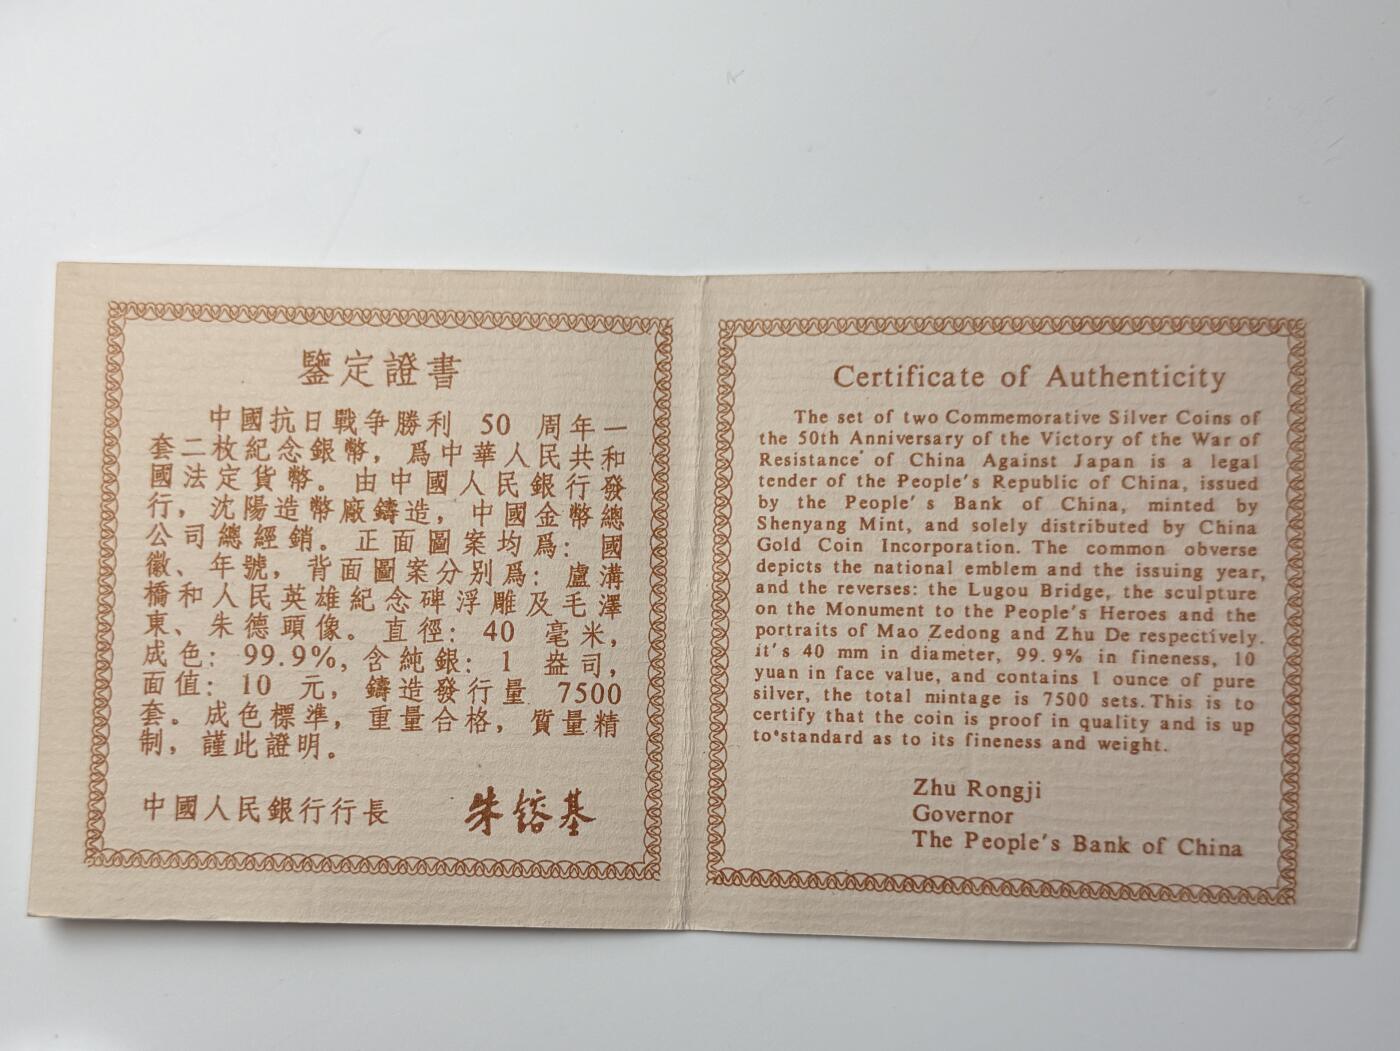 鑒定證書
中國抗日戰争勝利 50 周年一
套二枚紀念銀幣，爲中華人民共和
國法定貨幣。由中國人民銀行發
行，沈陽造幣廠鑄造，中國金幣總
公司總經銷。正面圖案均爲：國
徽、年號，背面圖案分别爲：盧溝
橋和人民英雄紀念碑浮雕及毛澤
東、朱德頭像。直徑：40 毫米，
成色：99.9%，含純銀：1 盎司，
面值：10 元，鑄造發行量 7500
套。成色標準，重量合格，質量精
制，謹此證明。
中國人民銀行行長 朱镕基
Certificate of Authenticity
The set of two Commemorative Silver Coins of
the 50th Anniversary of the Victory of the War of
Resistance of China Against Japan is a legal
tender of the People's Republic of China, issued
by the People's Bank of China, minted by
Shenyang Mint, and solely distributed by China
Gold Coin Incorporation. The common obverse
depicts the national emblem and the issuing year,
and the reverses: the Lugou Bridge, the sculpture
on the Monument to the People's Heroes and the
portraits of Mao Zedong and Zhu De respectively.
it's 40 mm in diameter, 99.9% in fineness, 10
yuan in face value, and contains 1 ounce of pure
silver, the total mintage is 7500 sets. This is to
certify that the coin is proof in quality and is up
to standard as to its fineness and weight.
Zhu Rongji
Governor
The People's Bank of China